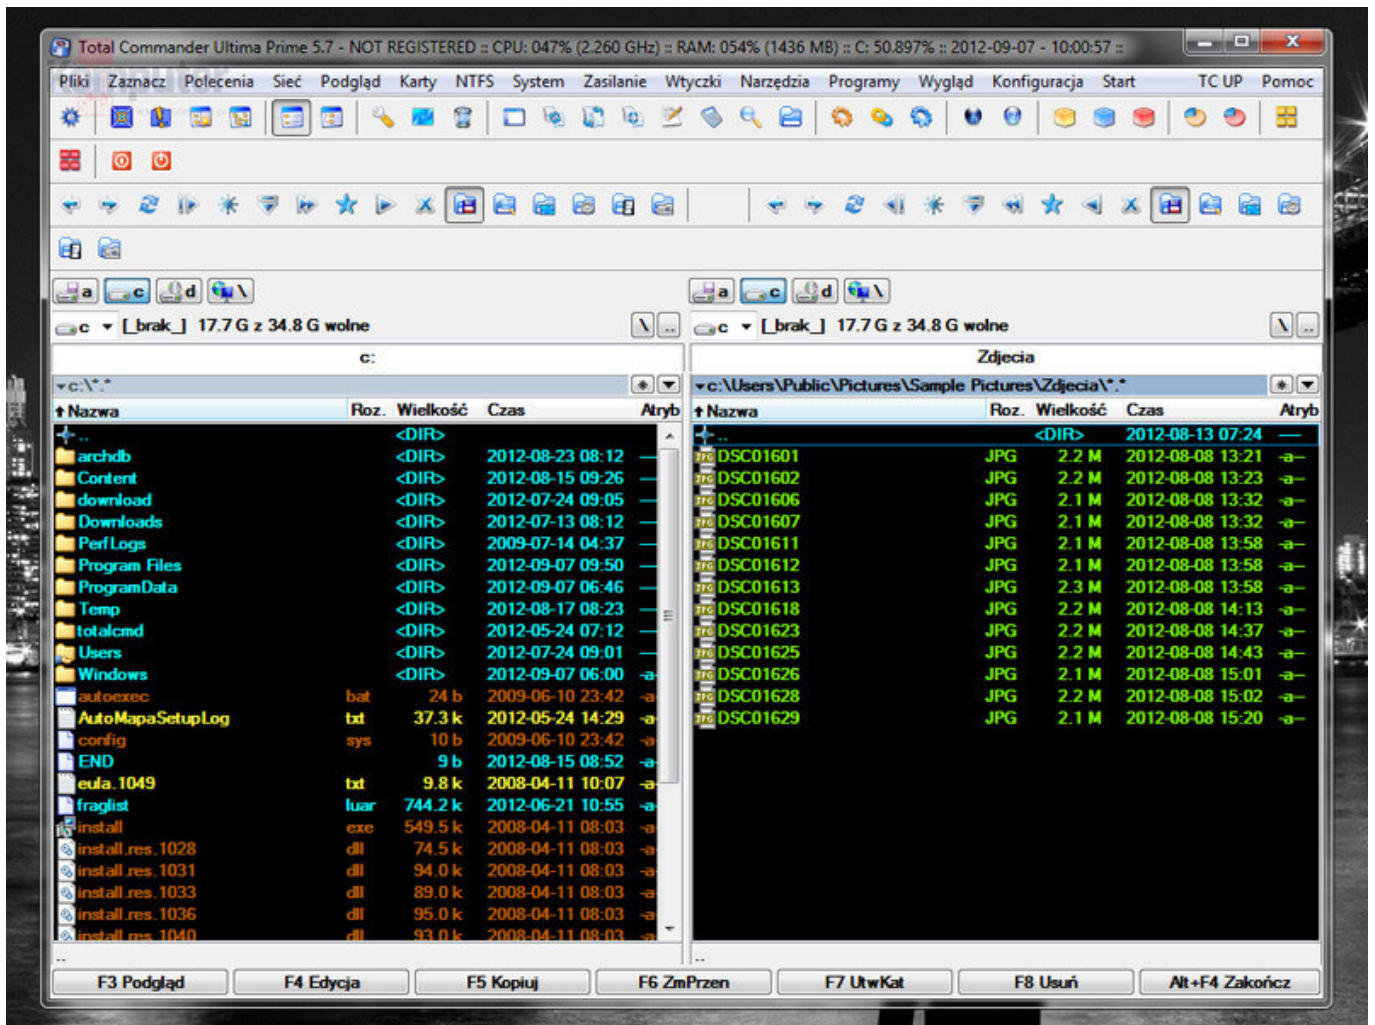 Total Commander Ultima Prime 5.7 - NOT REGISTERED :: CPU: 047% (2.260 GHz) :: RAM: 054% (1436 MB) :: C: 50.897% :: 2012-09-07 - 10:00:57 ::
Komputer
Pliki Zaznacz Polecenia Sieć Podgląd Karty NTFS System Zasilanie Wtyczki Narzędzia Programy Wygląd Konfiguracja Start TC UP Pomoc
a c d \ a c d \
c [_brak_] 17.7 G z 34.8 G wolne \ .. c [_brak_] 17.7 G z 34.8 G wolne \ ..
c: Zdjecia
c:\*.* * c:\Users\Public\Pictures\Sample Pictures\Zdjecia\*.* *
Nazwa Roz. Wielkość Czas Atryb Nazwa Roz. Wielkość Czas Atryb
.. <DIR> .. <DIR> 2012-08-13 07:24 —
archdb <DIR> 2012-08-23 08:12 — DSC01601 JPG 2.2 M 2012-08-08 13:21 -a—
Content <DIR> 2012-08-15 09:26 — DSC01602 JPG 2.2 M 2012-08-08 13:23 -a—
download <DIR> 2012-07-24 09:05 — DSC01606 JPG 2.1 M 2012-08-08 13:32 -a—
Downloads <DIR> 2012-07-13 08:12 — DSC01607 JPG 2.1 M 2012-08-08 13:32 -a—
PerfLogs <DIR> 2009-07-14 04:37 — DSC01611 JPG 2.1 M 2012-08-08 13:58 -a—
Program Files <DIR> 2012-09-07 09:50 — DSC01612 JPG 2.1 M 2012-08-08 13:58 -a—
ProgramData <DIR> 2012-09-07 06:46 — DSC01613 JPG 2.3 M 2012-08-08 13:58 -a—
Temp <DIR> 2012-08-17 08:23 — DSC01618 JPG 2.2 M 2012-08-08 14:13 -a—
totalcmd <DIR> 2012-05-24 07:12 — DSC01623 JPG 2.2 M 2012-08-08 14:37 -a—
Users <DIR> 2012-07-24 09:01 — DSC01625 JPG 2.2 M 2012-08-08 14:43 -a—
Windows <DIR> 2012-09-07 06:00 -a- DSC01626 JPG 2.1 M 2012-08-08 15:01 -a—
autoexec bat 24 b 2009-06-10 23:42 -a- DSC01628 JPG 2.2 M 2012-08-08 15:02 -a—
AutoMapaSetupLog txt 37.3 k 2012-05-24 14:29 -a- DSC01629 JPG 2.1 M 2012-08-08 15:20 -a—
config sys 10 b 2009-06-10 23:42 -a-
END 9 b 2012-08-15 08:52 -a-
eula.1049 txt 9.8 k 2008-04-11 10:07 -a-
fraglist luar 744.2 k 2012-06-21 10:55 -a-
install exe 549.5 k 2008-04-11 08:03 -a-
install.res.1028 dll 74.5 k 2008-04-11 08:03 -a-
install.res.1031 dll 94.0 k 2008-04-11 08:03 -a-
install.res.1033 dll 89.0 k 2008-04-11 08:03 -a-
install.res.1036 dll 95.0 k 2008-04-11 08:03 -a-
install.res.1040 dll 93.0 k 2008-04-11 08:03 -a-
.. ..
F3 Podgląd F4 Edycja F5 Kopiuj F6 ZmPrzen F7 UtwKat F8 Usuń Alt+F4 Zakończ